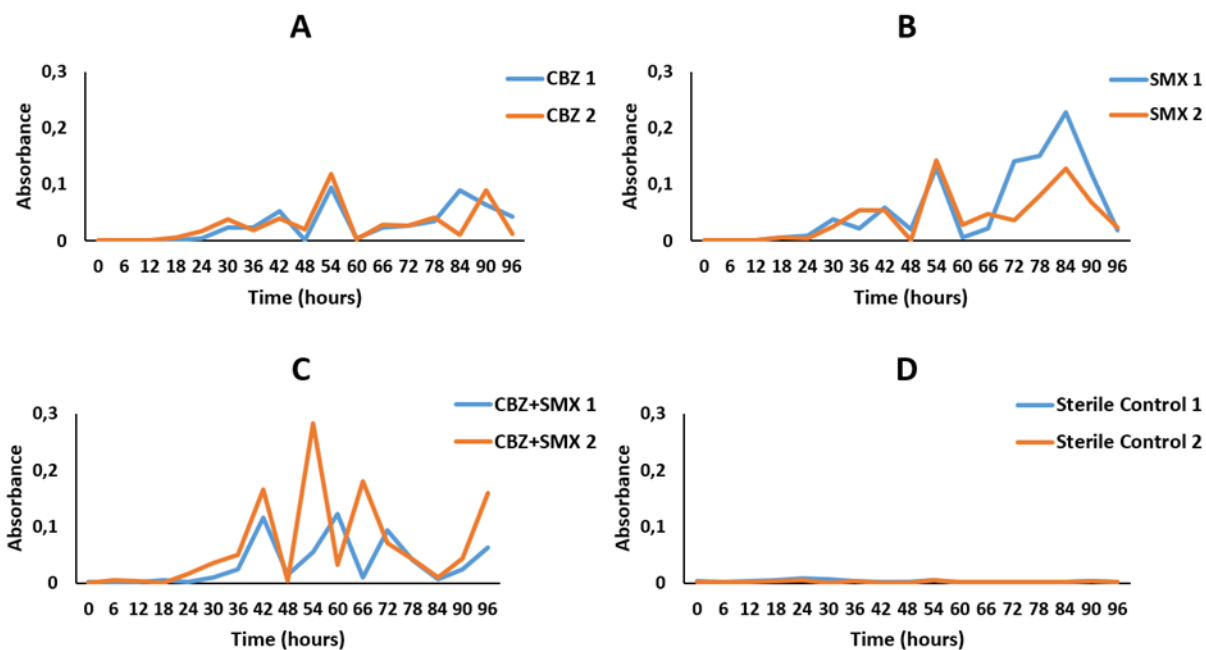 A
0,3
0,2
0,1
0
Absorbance
CBZ 1
CBZ 2
0 6 12 18 24 30 36 42 48 54 60 66 72 78 84 90 96
Time (hours)
B
0,3
0,2
0,1
0
Absorbance
SMX 1
SMX 2
0 6 12 18 24 30 36 42 48 54 60 66 72 78 84 90 96
Time (hours)
C
0,3
0,2
0,1
0
Absorbance
CBZ+SMX 1
CBZ+SMX 2
0 6 12 18 24 30 36 42 48 54 60 66 72 78 84 90 96
Time (hours)
D
0,3
0,2
0,1
0
Absorbance
Sterile Control 1
Sterile Control 2
0 6 12 18 24 30 36 42 48 54 60 66 72 78 84 90 96
Time (hours)